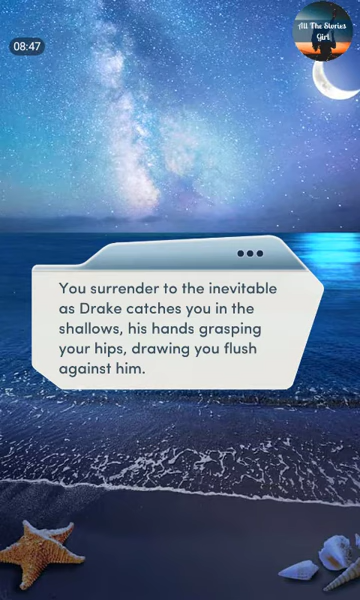 All The Stories
Girl
08:47
You surrender to the inevitable
as Drake catches you in the
shallows, his hands grasping
your hips, drawing you flush
against him.